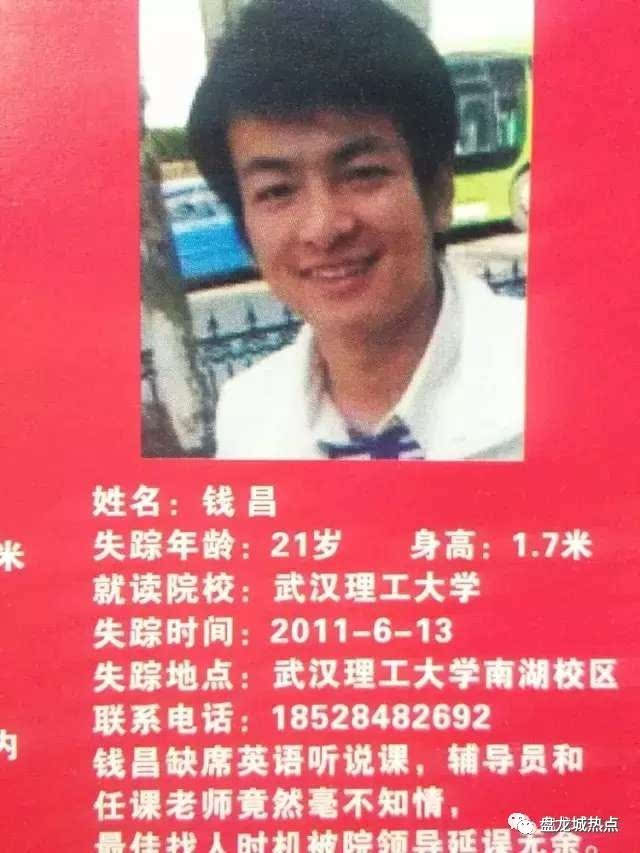 姓名：钱昌
失踪年龄：21岁 身高：1.7米
就读院校：武汉理工大学
失踪时间：2011-6-13
失踪地点：武汉理工大学南湖校区
联系电话：18528482692
钱昌缺席英语听说课，辅导员和
任课老师竟然毫不知情，
最佳找人时机被院领导延误无余。
米
内
盘龙城热点